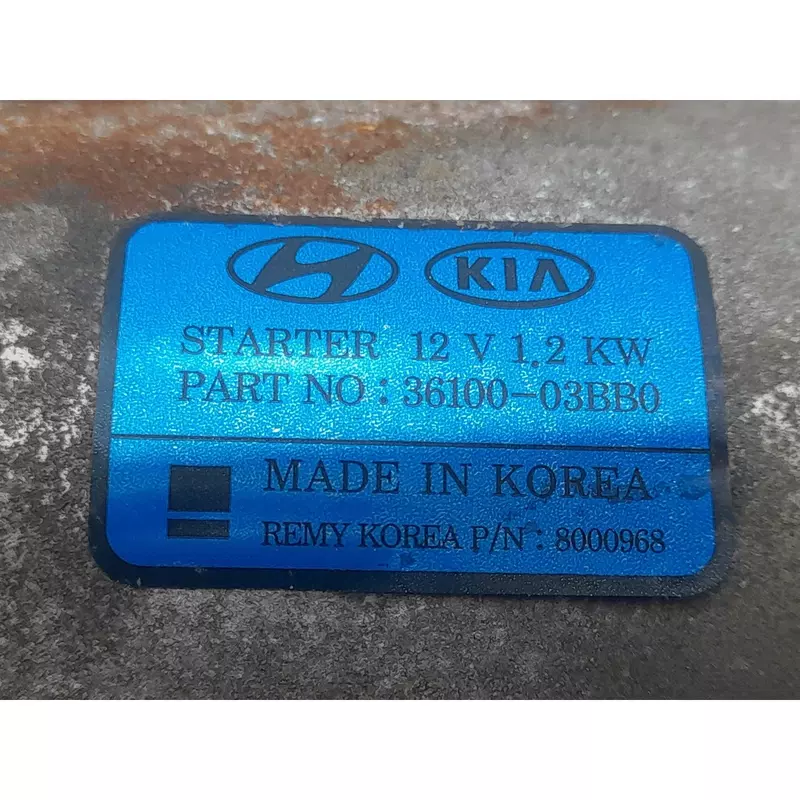 KIA
STARTER 12 V 1.2 KW
PART NO : 36100-03BB0
MADE IN KOREA
REMY KOREA P/N : 8000968